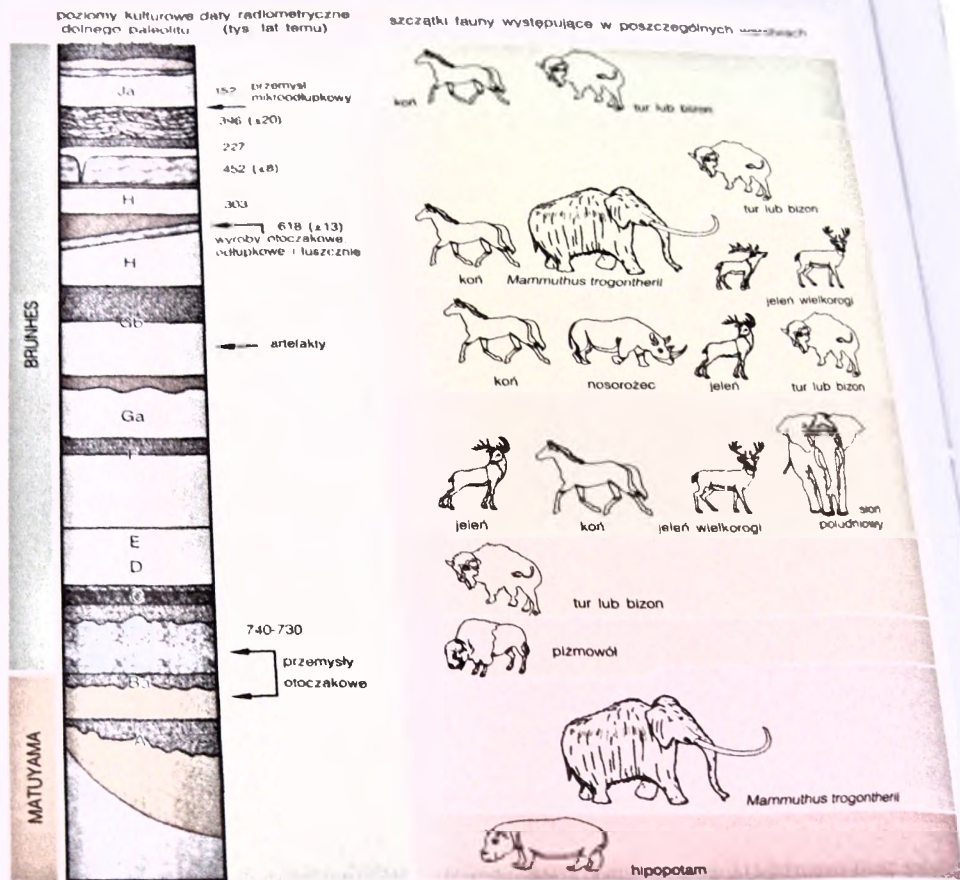 poziomy kulturowe daty radiometryczne
dolnego paleolitu (tys lat temu)
szczątki fauny występujące w poszczególnych
Ja
152 przemysł
mikroodłupkowy
396 (±20)
227
452 (±8)
H
303
618 (±13)
wyroby otoczakowe
odłupkowe i łuszcznie
H
Gb
artefakty
Ga
F
E
D
C
740-730
przemysły
otoczakowe
Ba
A
BRUNHES
MATUYAMA
koń
tur lub bizon
tur lub bizon
koń
Mammuthus trogontherii
jeleń wielkorogi
koń
nosorożec
jeleń
tur lub bizon
jeleń
koń
jeleń wielkorogi
słoń
południowy
tur lub bizon
piżmowół
Mammuthus trogontherii
hipopotam